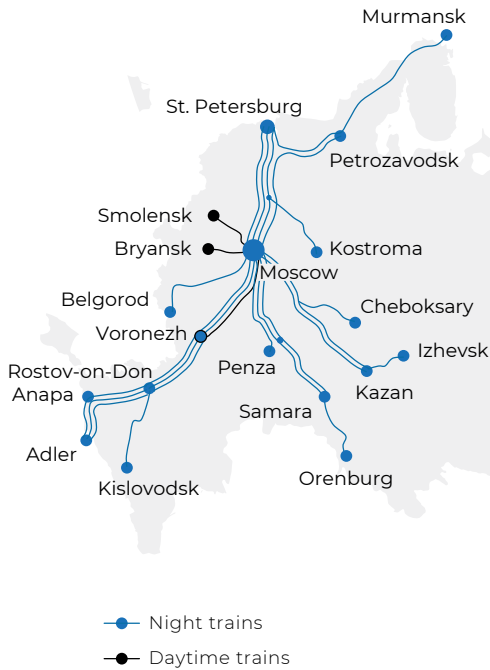 Murmansk
St. Petersburg
Petrozavodsk
Smolensk
Bryansk
Kostroma
Moscow
Belgorod
Cheboksary
Voronezh
Izhevsk
Rostov-on-Don
Penza
Anapa
Kazan
Samara
Adler
Orenburg
Kislovodsk
Night trains
Daytime trains